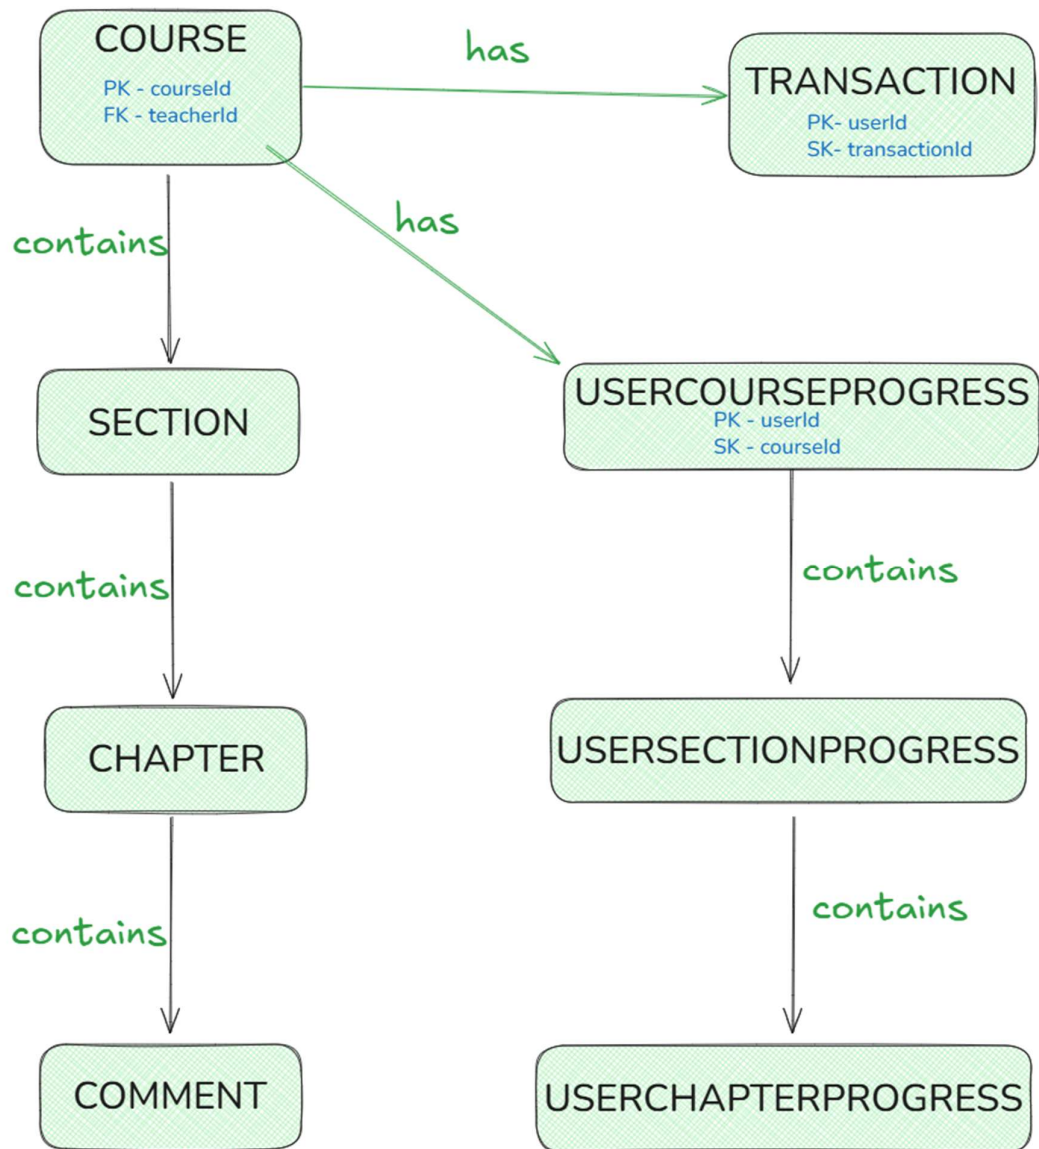 COURSE
PK - courseId
FK - teacherId
has
TRANSACTION
PK- userId
SK- transactionId
has
contains
SECTION
USERCOURSEPROGRESS
PK - userId
SK - courseId
contains
contains
CHAPTER
USERSECTIONPROGRESS
contains
contains
COMMENT
USERCHAPTERPROGRESS